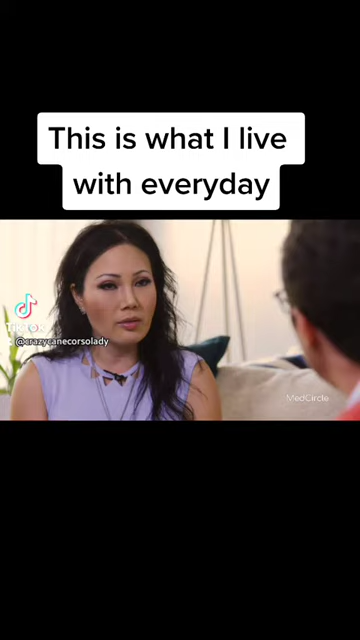 This is what I live
with everyday
TikTok
@crazycanecorsolady
MedCircle